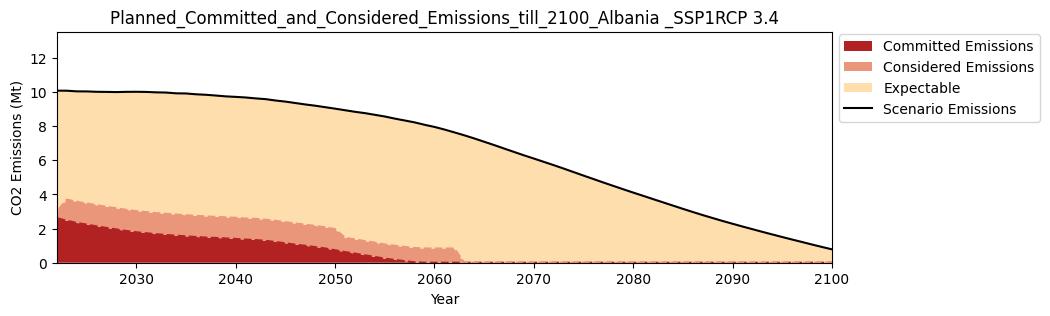 Planned_Committed_and_Considered_Emissions_till_2100_Albania _SSP1RCP 3.4
Committed Emissions
Considered Emissions
Expectable
Scenario Emissions
CO2 Emissions (Mt)
12
10
8
6
4
2
0
2030 2040 2050 2060 2070 2080 2090 2100
Year